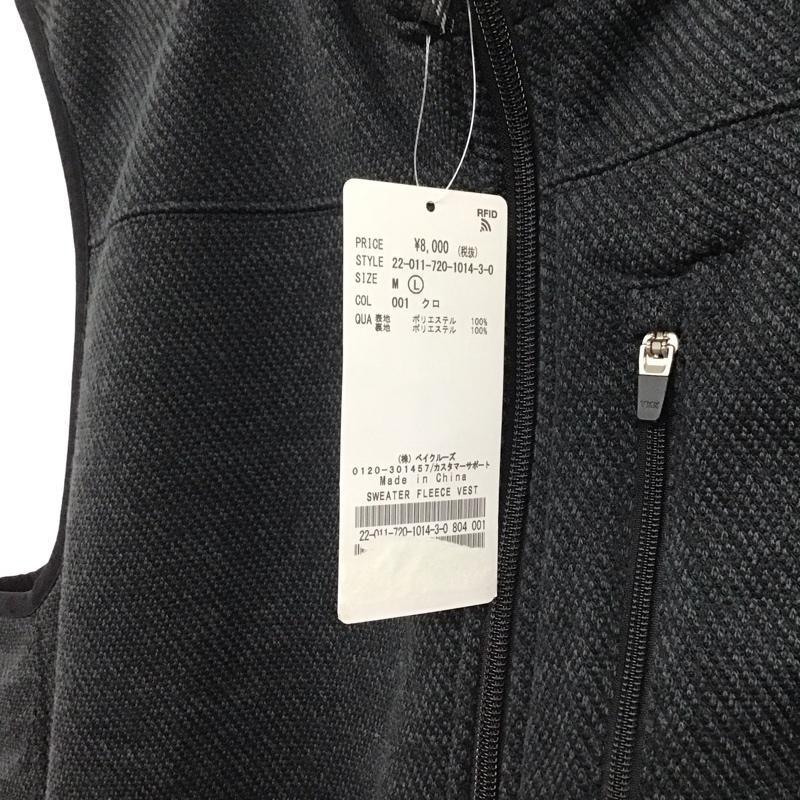 RFID
PRICE ¥8,000 (税抜)
STYLE 22-011-720-1014-3-0
SIZE M L
COL 001 クロ
QUA 表地 ポリエステル 100%
裏地 ポリエステル 100%
(株) ベイクルーズ
0120-301457/カスタマーサポート
Made in China
SWEATER FLEECE VEST
22-011-720-1014-3-0 804 001
YKK